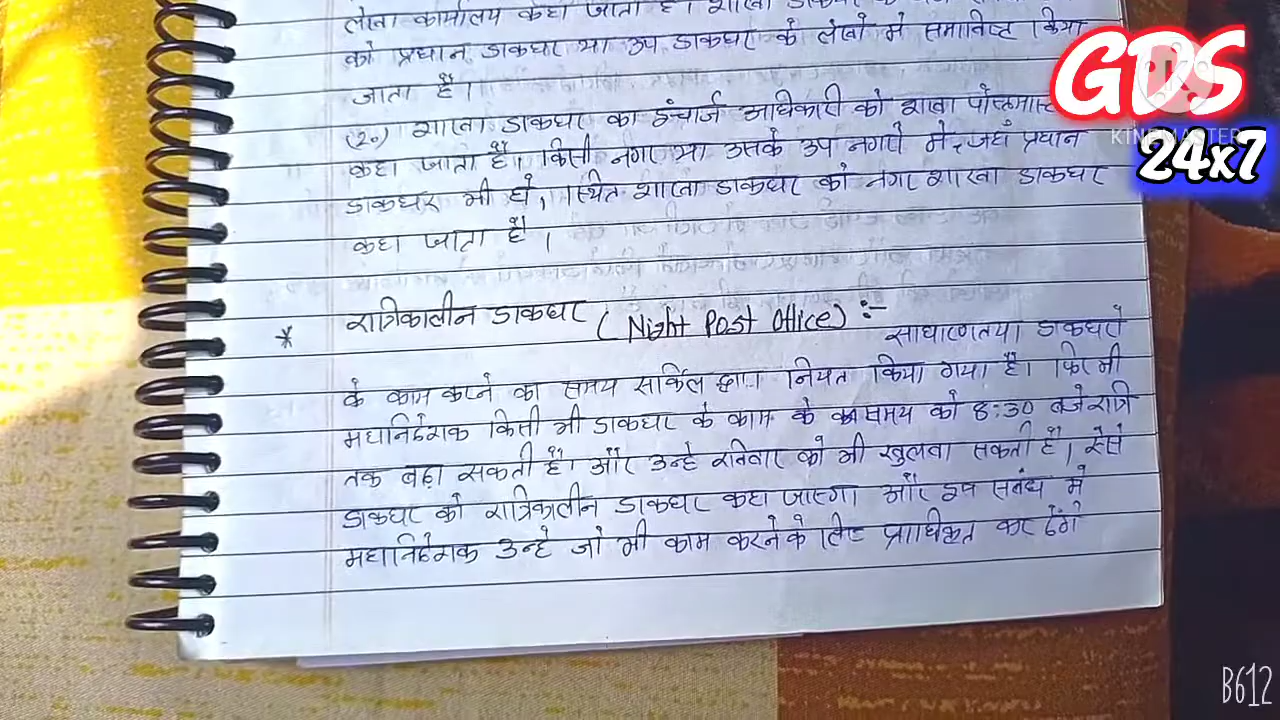 लेखा कार्यालय कहा जाता है। शाखा डाकघर के
को प्रधान डाकघर या उप डाकघर के लेखो मे समाविष्ट किया
जाता है।
(20) शाखा डाकघर का इंचार्ज अधिकारी को शाखा
कहा जाता है। किसी नगर या उसके उप नगरो मे, जहाँ प्रधान
डाकघर भी हो, स्थित शाखा डाकघर को नगर शाखा डाकघर
कहा जाता है।
* रात्रिकालीन डाकघर (Night Post Office) :-
साधारणतया डाकघरो
के काम करने का समय सर्किल द्वारा नियत किया गया है। फिर भी
महानिदेशक किसी भी डाकघर के काम के समय को 8:30 बजे रात्रि
तक बढ़ा सकती है। और उन्हे रविवार को भी खुलवा सकती है। ऐसे
डाकघर को रात्रिकालीन डाकघर कहा जाएगा और इस संबंध मे
महानिदेशक उन्हे जो भी काम करने के लिए प्राधिकृत कर देंगे
GDS
KINEMASTER
24x7
B612